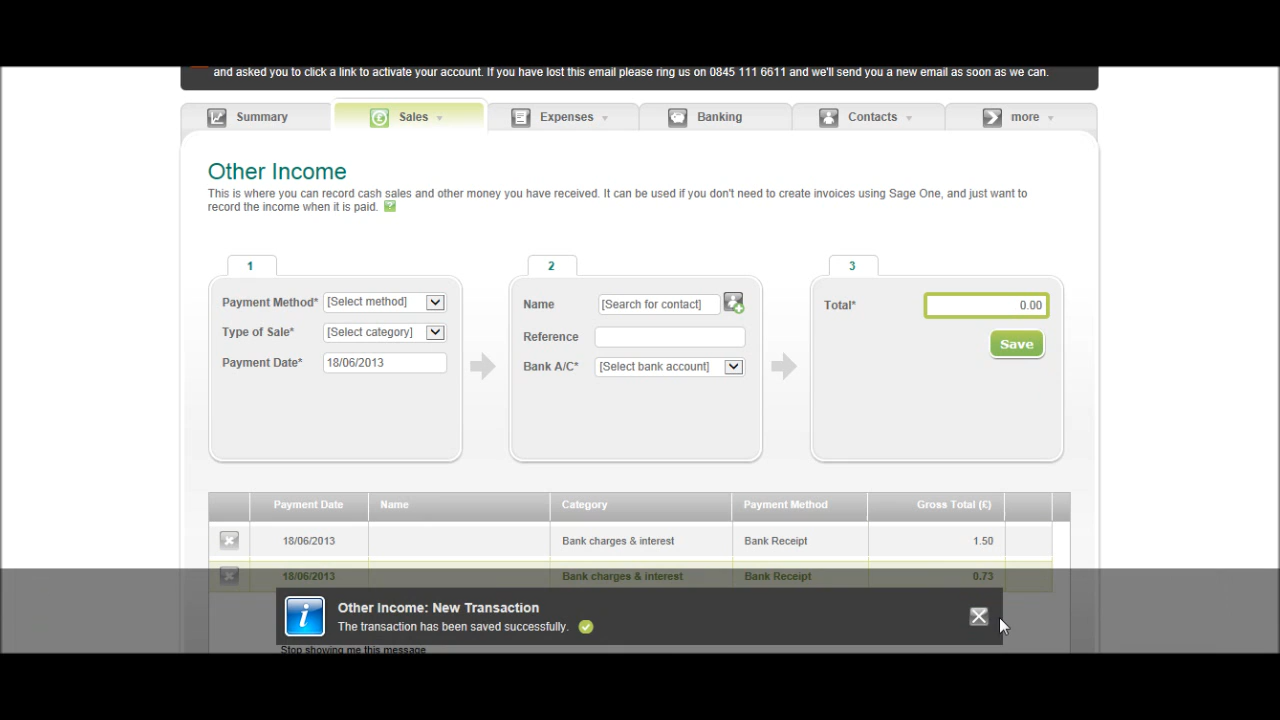 and asked you to click a link to activate your account. If you have lost this email please ring us on 0845 111 6611 and we'll send you a new email as soon as we can.
Summary Sales Expenses Banking Contacts more
Other Income
This is where you can record cash sales and other money you have received. It can be used if you don't need to create invoices using Sage One, and just want to
record the income when it is paid. ?
1 2 3
Payment Method* [Select method]
Type of Sale* [Select category]
Payment Date* 18/06/2013
Name [Search for contact]
Reference
Bank A/C* [Select bank account]
Total* 0.00
Save
Payment Date Name Category Payment Method Gross Total (£)
18/06/2013 Bank charges & interest Bank Receipt 1.50
18/06/2013 Bank charges & interest Bank Receipt 0.73
Other Income: New Transaction
The transaction has been saved successfully.
Stop showing me this message